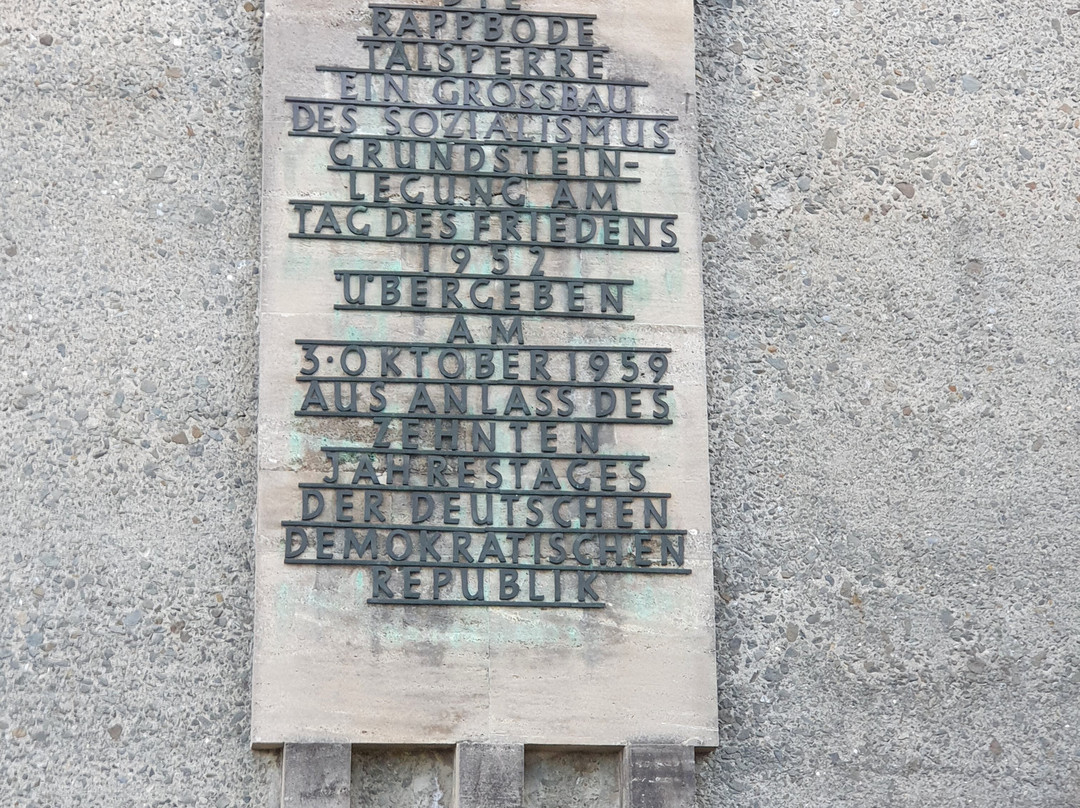 DIE
RAPPBODE
TALSPERRE
EIN GROSSBAU
DES SOZIALISMUS
GRUNDSTEIN-
LEGUNG AM
TAG DES FRIEDENS
1952
ÜBERGEBEN
AM
3·OKTOBER 1959
AUS ANLASS DES
ZEHNTEN
JAHRESTAGES
DER DEUTSCHEN
DEMOKRATISCHEN
REPUBLIK